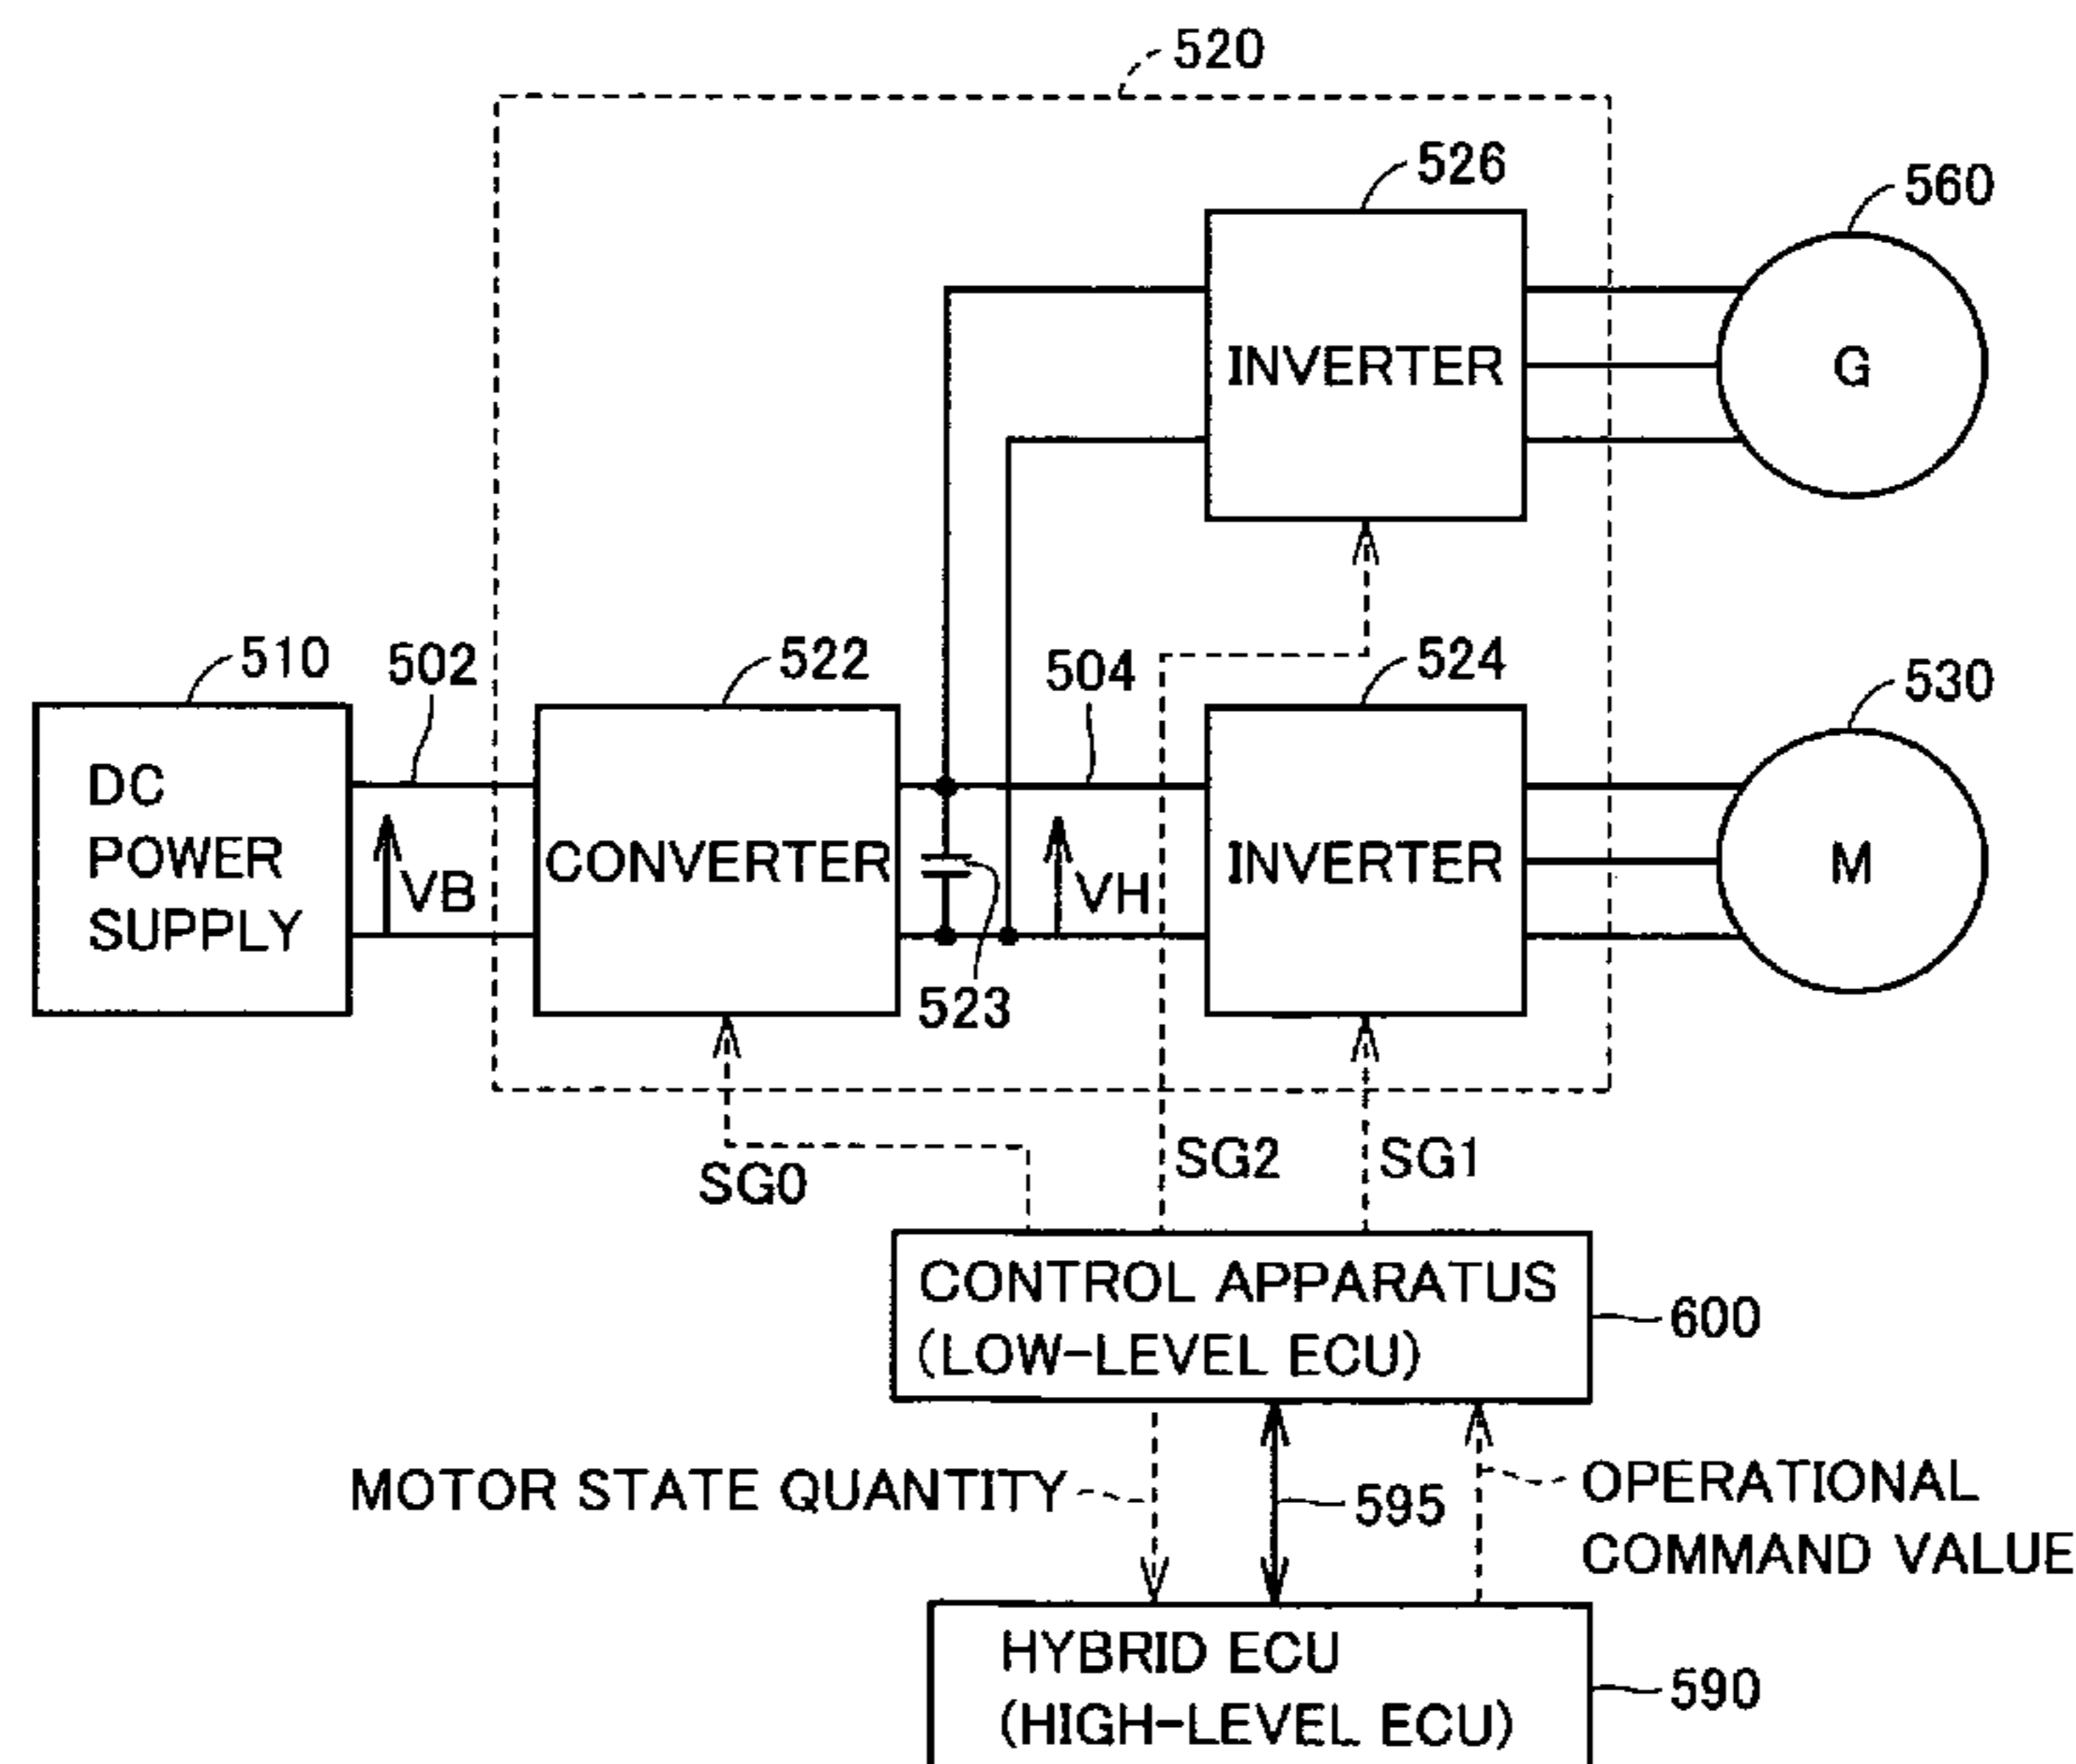 520
526
560
INVERTER
G
510
502
522
504
524
530
DC
POWER
SUPPLY
VB
CONVERTER
VH
INVERTER
M
523
SG0
SG2
SG1
CONTROL APPARATUS
(LOW-LEVEL ECU)
600
MOTOR STATE QUANTITY
595
OPERATIONAL
COMMAND VALUE
HYBRID ECU
(HIGH-LEVEL ECU)
590